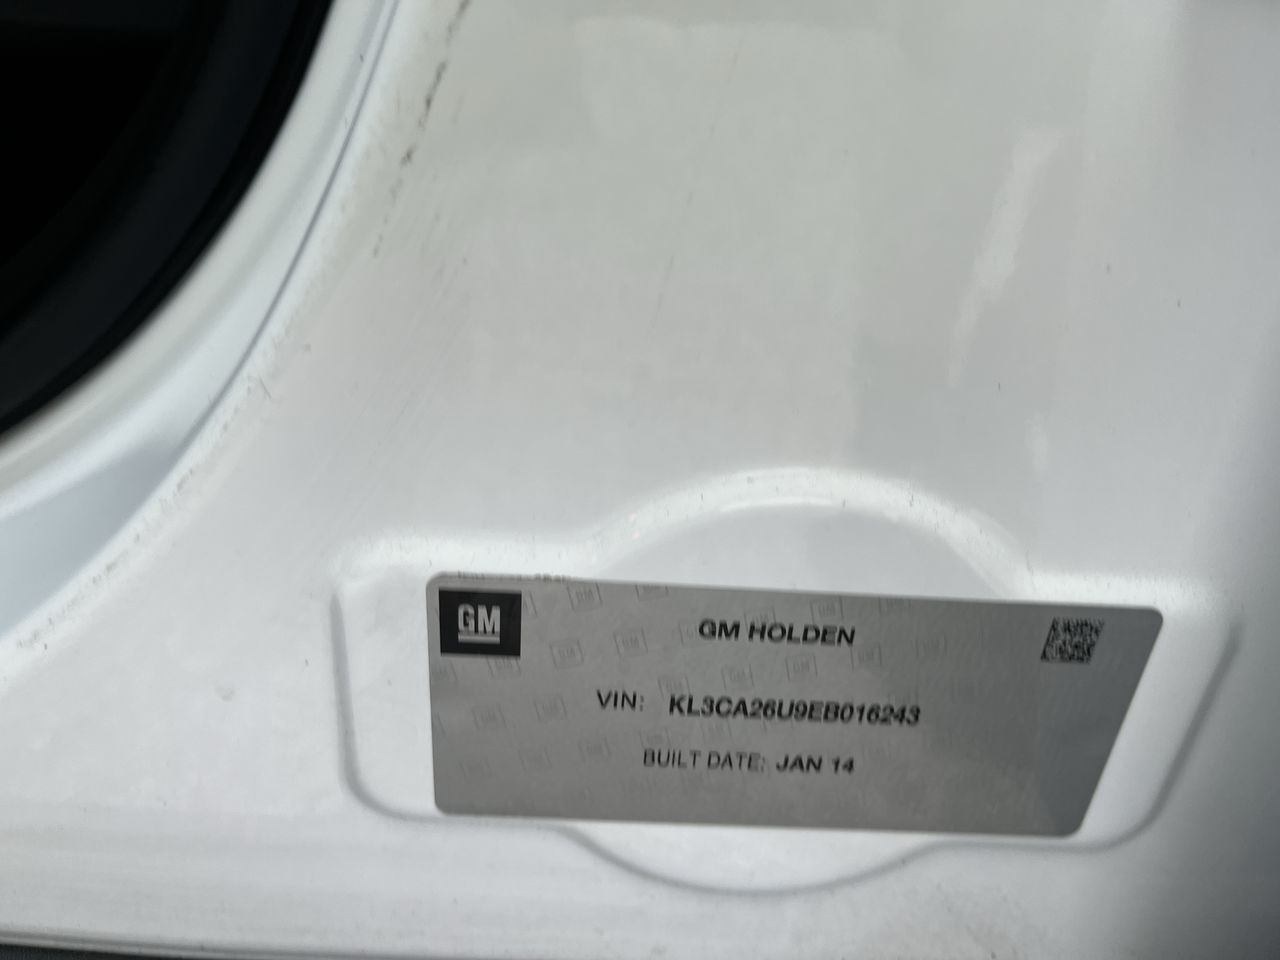 GM
GM HOLDEN
VIN: KL3CA26U9EB016243
BUILT DATE: JAN 14